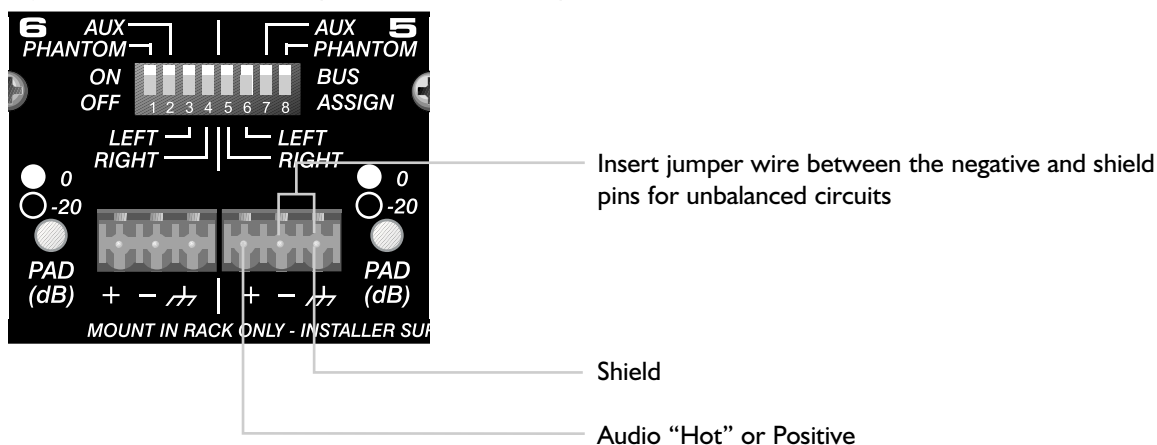 6 AUX AUX 5
PHANTOM PHANTOM
ON BUS
OFF 1 2 3 4 5 6 7 8 ASSIGN
LEFT LEFT
RIGHT RIGHT
0 0
-20 -20
PAD PAD
(dB) + − + − (dB)
MOUNT IN RACK ONLY - INSTALLER SUP
Insert jumper wire between the negative and shield
pins for unbalanced circuits
Shield
Audio “Hot” or Positive